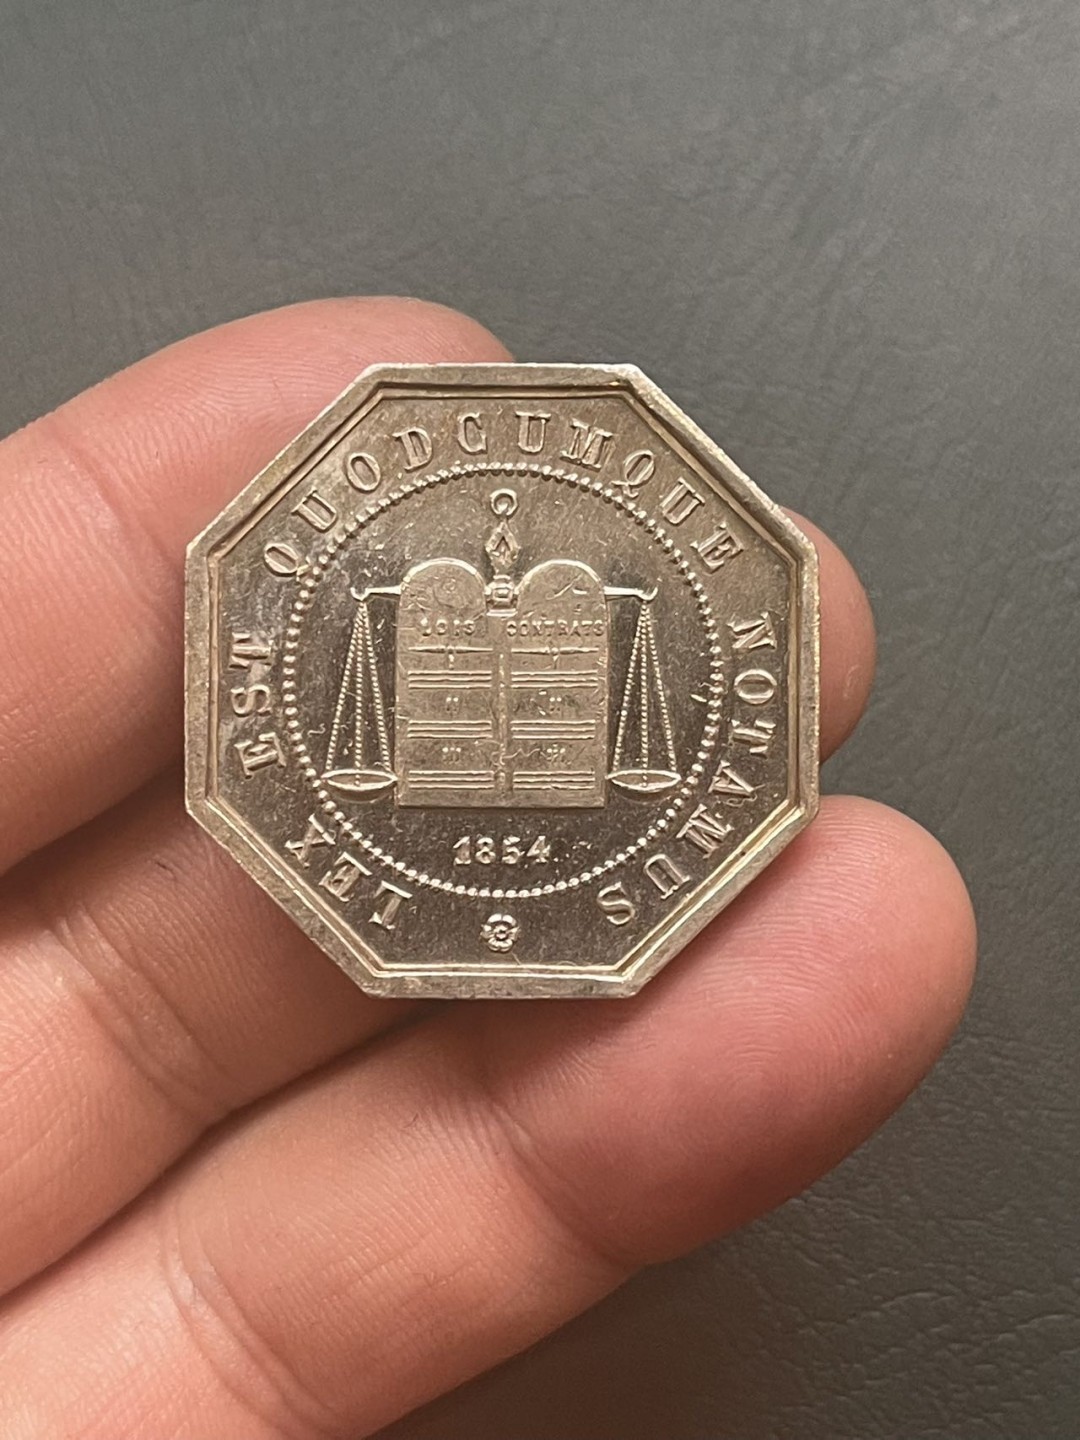 LEX EST QUODCUMQUE NOTAMUS
LOIS CONTRATS
I I
II II
III III
1854